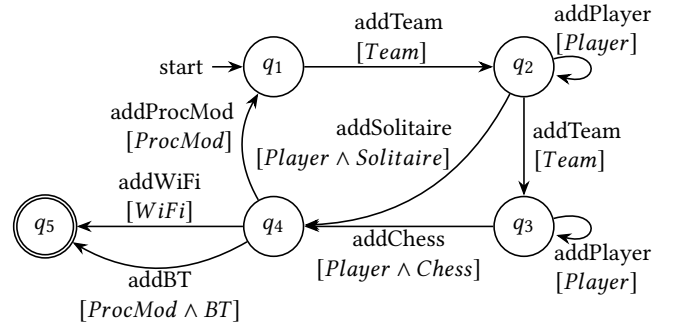 addTeam
[Team]
addPlayer
[Player]
start
q1
q2
addProcMod
[ProcMod]
addSolitaire
[Player ∧ Solitaire]
addTeam
[Team]
addWiFi
[WiFi]
q5
q4
q3
addChess
[Player ∧ Chess]
addPlayer
[Player]
addBT
[ProcMod ∧ BT]